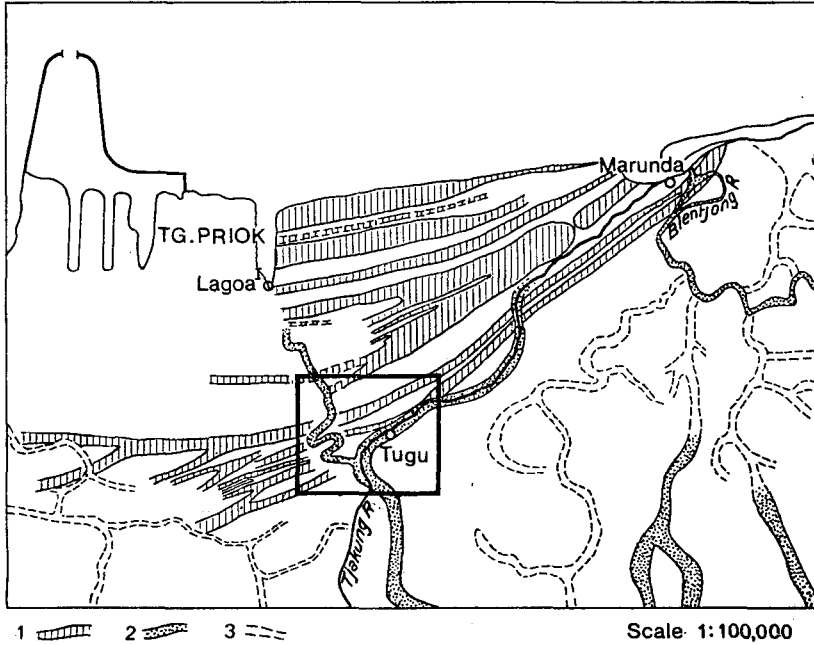 Marunda
Blentjong R.
TG.PRIOK
Lagoa
Tugu
Tjakung R.
1
2
3
Scale 1:100,000